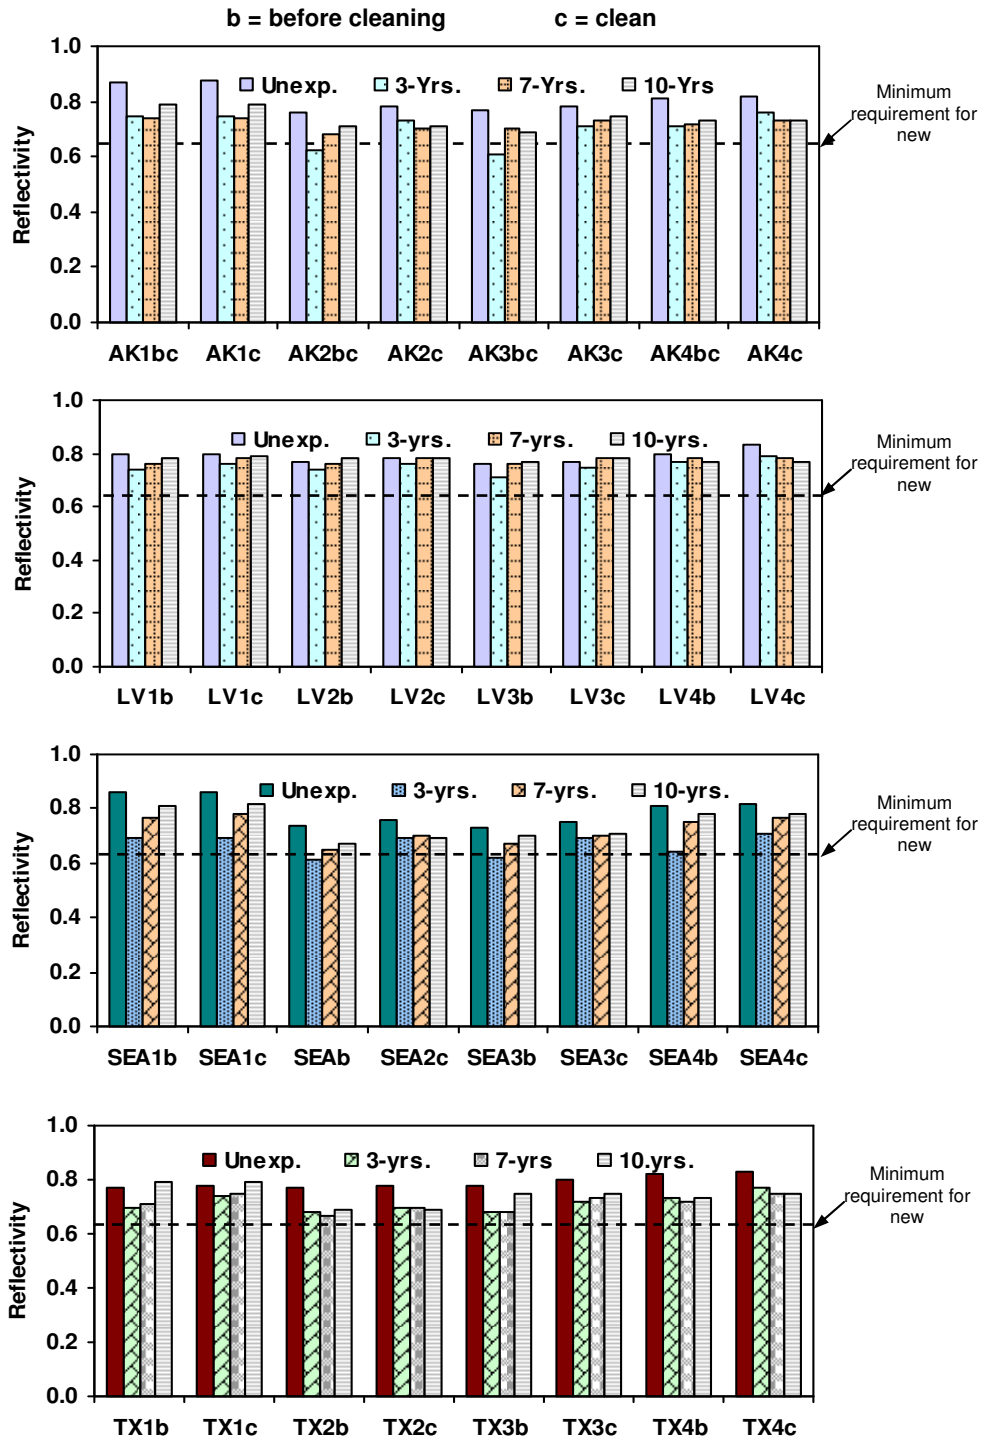 b = before cleaning c = clean
1.0
0.8
0.6
0.4
0.2
0.0
Reflectivity
Unexp. 3-Yrs. 7-Yrs. 10-Yrs
Minimum
requirement for
new
AK1bc AK1c AK2bc AK2c AK3bc AK3c AK4bc AK4c
1.0
0.8
0.6
0.4
0.2
0.0
Reflectivity
Unexp. 3-yrs. 7-yrs. 10-yrs.
Minimum
requirement for
new
LV1b LV1c LV2b LV2c LV3b LV3c LV4b LV4c
1.0
0.8
0.6
0.4
0.2
0.0
Reflectivity
Unexp. 3-yrs. 7-yrs. 10-yrs.
Minimum
requirement for
new
SEA1b SEA1c SEAb SEA2c SEA3b SEA3c SEA4b SEA4c
1.0
0.8
0.6
0.4
0.2
0.0
Reflectivity
Unexp. 3-yrs. 7-yrs 10.yrs.
Minimum
requirement for
new
TX1b TX1c TX2b TX2c TX3b TX3c TX4b TX4c